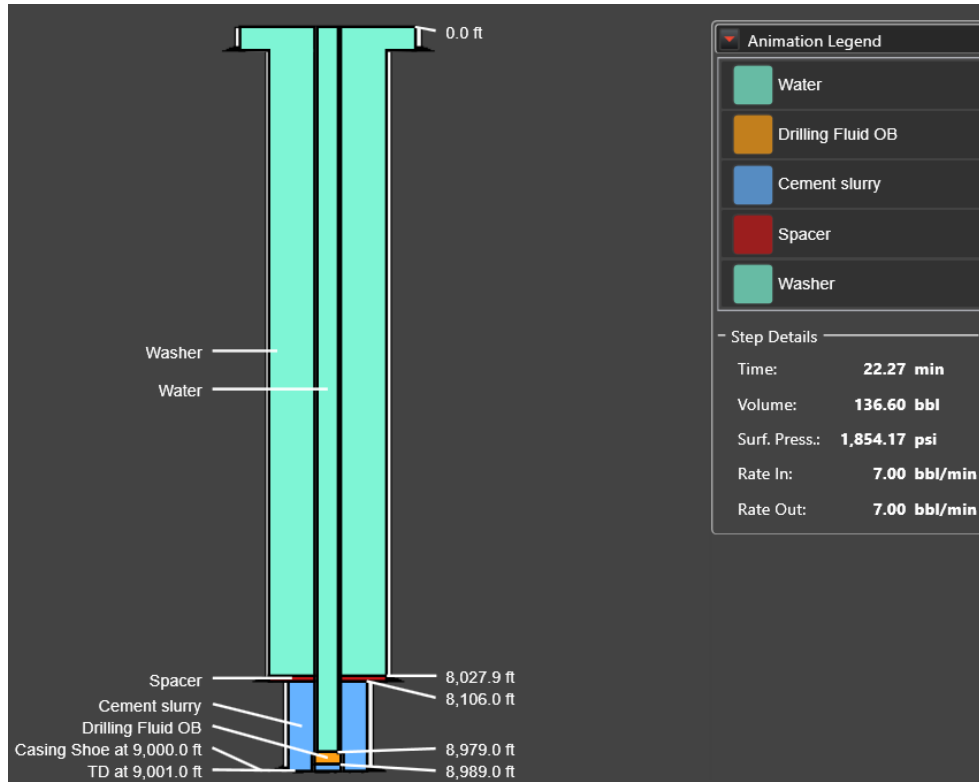 0.0 ft
Washer
Water
Spacer
Cement slurry
Drilling Fluid OB
Casing Shoe at 9,000.0 ft
TD at 9,001.0 ft
8,027.9 ft
8,106.0 ft
8,979.0 ft
8,989.0 ft
Animation Legend
Water
Drilling Fluid OB
Cement slurry
Spacer
Washer
Step Details
Time: 22.27 min
Volume: 136.60 bbl
Surf. Press.: 1,854.17 psi
Rate In: 7.00 bbl/min
Rate Out: 7.00 bbl/min